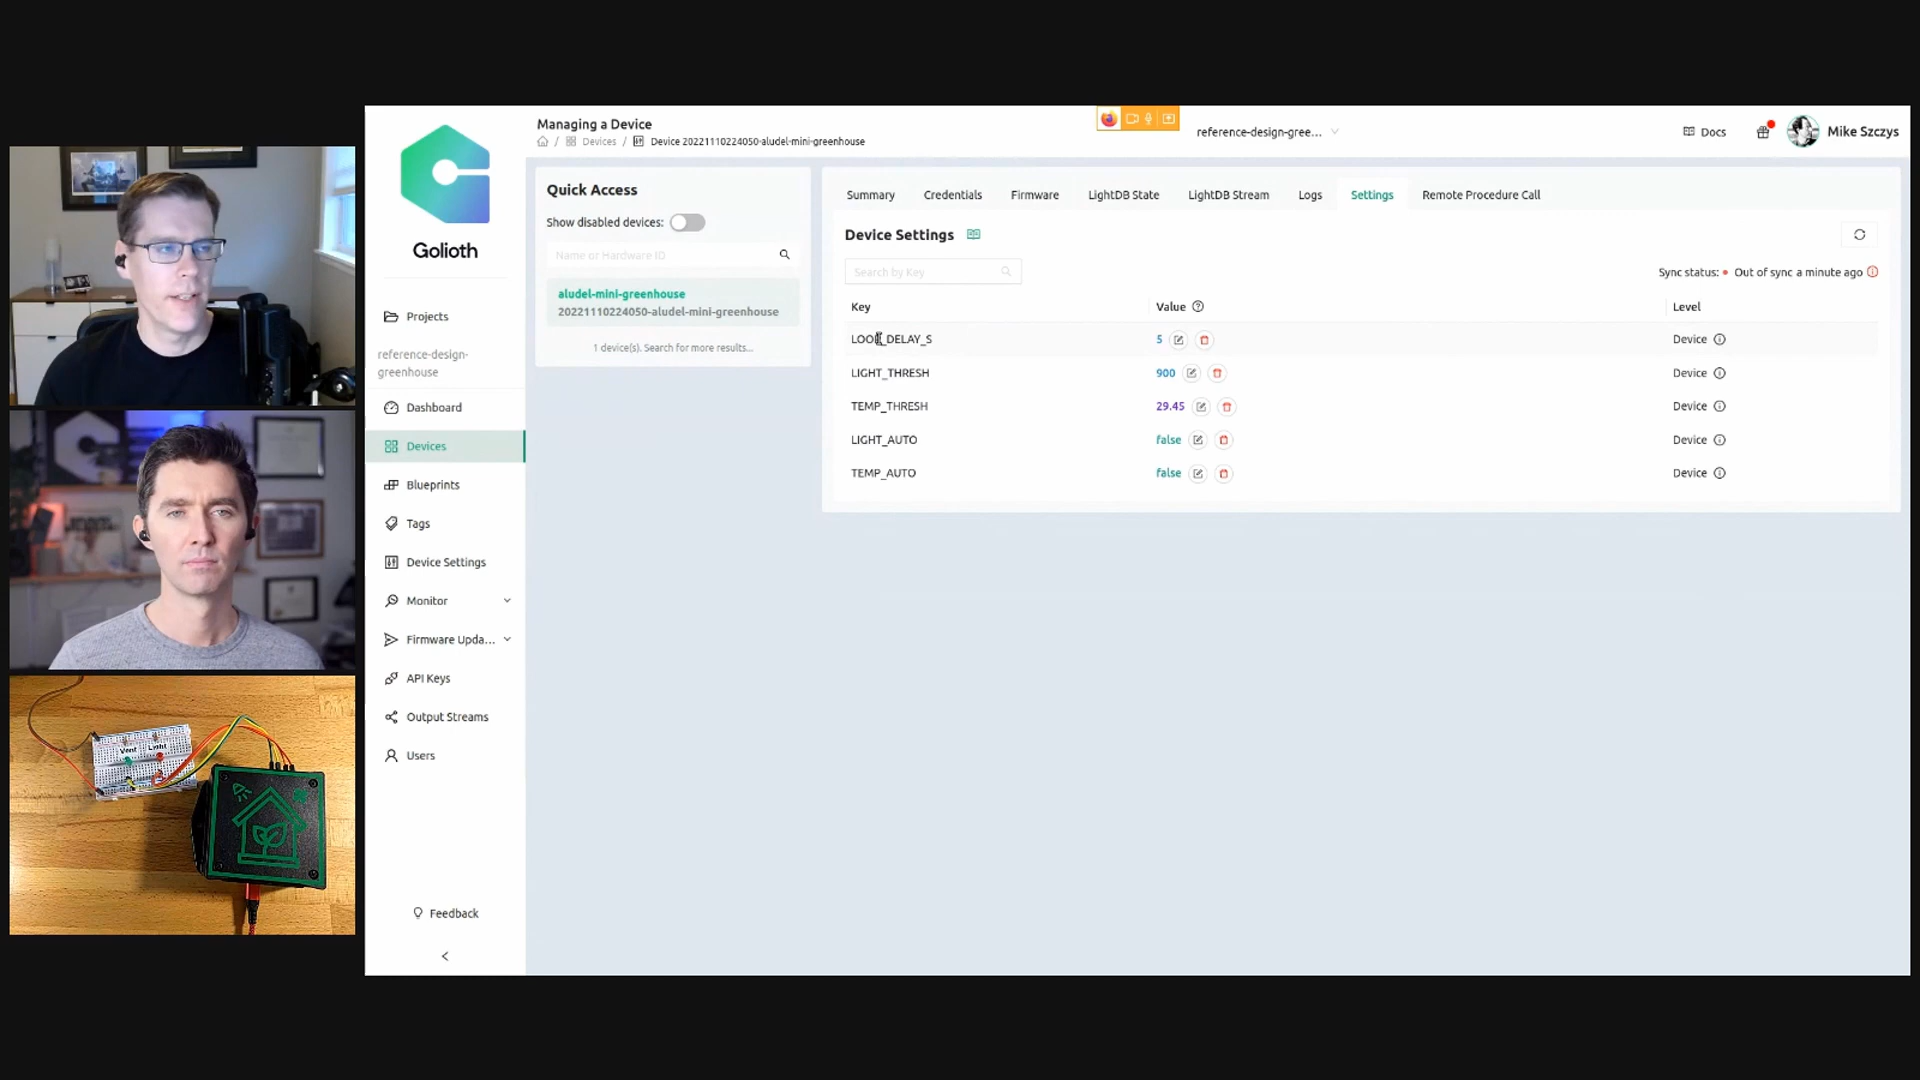 Managing a Device
Devices / Device 20221110224050-aludel-mini-greenhouse
reference-design-gree...
Docs
Mike Szczys
Golioth
Projects
reference-design-
greenhouse
Dashboard
Devices
Blueprints
Tags
Device Settings
Monitor
Firmware Upda...
API Keys
Output Streams
Users
Feedback
Quick Access
Show disabled devices:
Name or Hardware ID
aludel-mini-greenhouse
20221110224050-aludel-mini-greenhouse
1 device(s). Search for more results...
Summary Credentials Firmware LightDB State LightDB Stream Logs Settings Remote Procedure Call
Device Settings
Search by Key
Sync status: Out of sync a minute ago
Key Value Level
LOOP_DELAY_S 5 Device
LIGHT_THRESH 900 Device
TEMP_THRESH 29.45 Device
LIGHT_AUTO false Device
TEMP_AUTO false Device
Vent Light